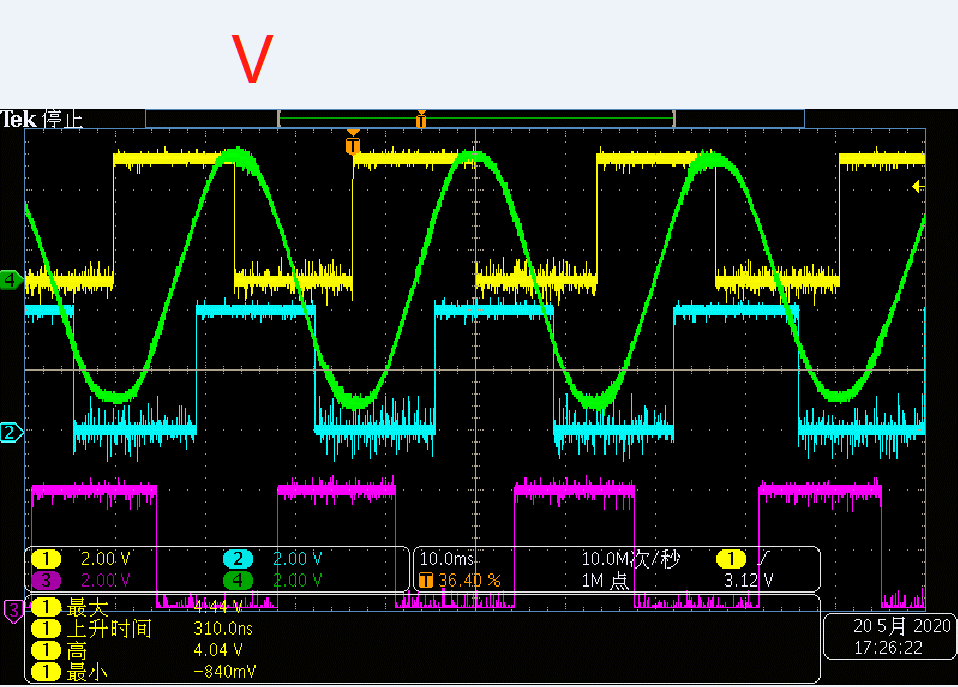 V
Tek 停止
T
T
4
2
3
1 2.00 V 2 2.00 V
3 2.00 V 4 2.00 V
10.0ms 10.0M次/秒 1 /
T 36.40 % 1M 点 3.12 V
1 最大 4.44 V
1 上升时间 310.0ns
1 高 4.04 V
1 最小 -840mV
20 5月 2020
17:26:22